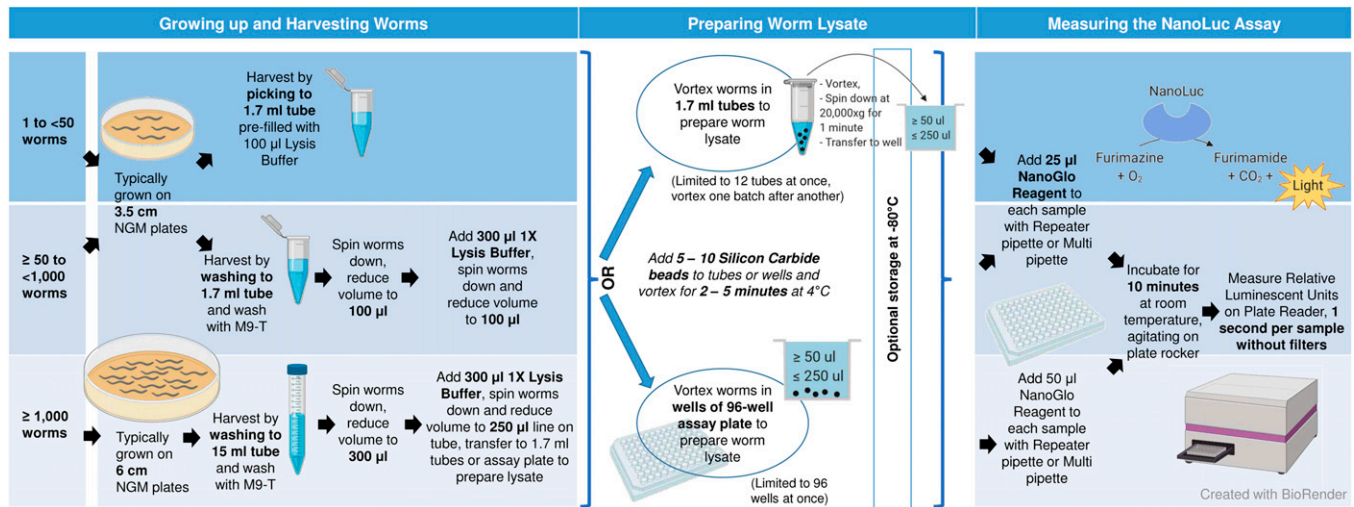 Growing up and Harvesting Worms
Preparing Worm Lysate
Measuring the NanoLuc Assay
1 to <50
worms
Harvest by
picking to
1.7 ml tube
pre-filled with
100 µl Lysis
Buffer
Typically
grown on
3.5 cm
NGM plates
≥ 50 to
<1,000
worms
Harvest by
washing to
1.7 ml tube
and wash
with M9-T
Spin worms
down,
reduce
volume to
100 µl
Add 300 µl 1X
Lysis Buffer,
spin worms
down and
reduce volume
to 100 µl
≥ 1,000
worms
Typically
grown on
6 cm
NGM plates
Harvest by
washing to
15 ml tube
and wash
with M9-T
Spin worms
down,
reduce
volume to
300 µl
Add 300 µl 1X Lysis
Buffer, spin worms
down and reduce
volume to 250 µl line on
tube, transfer to 1.7 ml
tubes or assay plate to
prepare lysate
OR
Vortex worms in
1.7 ml tubes to
prepare worm
lysate
- Vortex,
- Spin down at
20,000xg for
1 minute
- Transfer to well
≥ 50 ul
≤ 250 ul
(Limited to 12 tubes at once,
vortex one batch after another)
Add 5 – 10 Silicon Carbide
beads to tubes or wells and
vortex for 2 – 5 minutes at 4°C
≥ 50 ul
≤ 250 ul
Vortex worms in
wells of 96-well
assay plate to
prepare worm
lysate
(Limited to 96
wells at once)
Optional storage at -80°C
Add 25 µl
NanoGlo
Reagent to
each sample
with Repeater
pipette or Multi
pipette
NanoLuc
Furimazine
+ O₂
Furimamide
+ CO₂ +
Light
Incubate for
10 minutes
at room
temperature,
agitating on
plate rocker
Measure Relative
Luminescent Units
on Plate Reader, 1
second per sample
without filters
Add 50 µl
NanoGlo
Reagent to
each sample
with Repeater
pipette or Multi
pipette
Created with BioRender